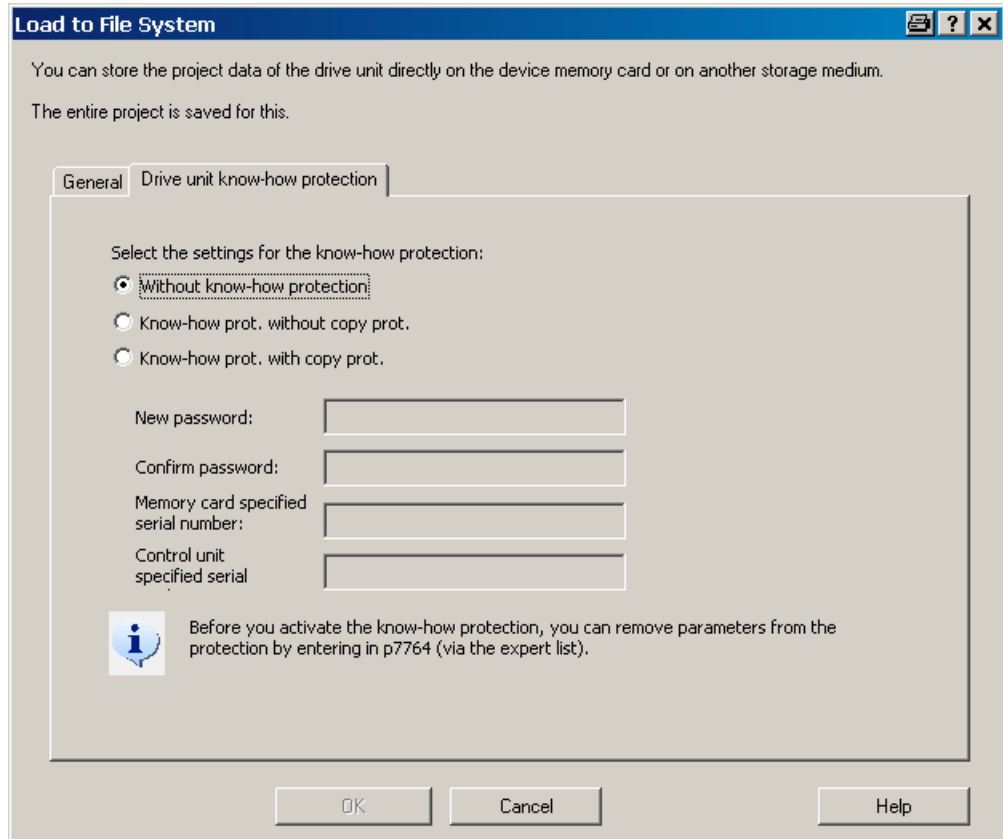 Load to File System
You can store the project data of the drive unit directly on the device memory card or on another storage medium.
The entire project is saved for this.
General
Drive unit know-how protection
Select the settings for the know-how protection:
Without know-how protection
Know-how prot. without copy prot.
Know-how prot. with copy prot.
New password:
Confirm password:
Memory card specified
serial number:
Control unit
specified serial
Before you activate the know-how protection, you can remove parameters from the
protection by entering in p7764 (via the expert list).
OK
Cancel
Help